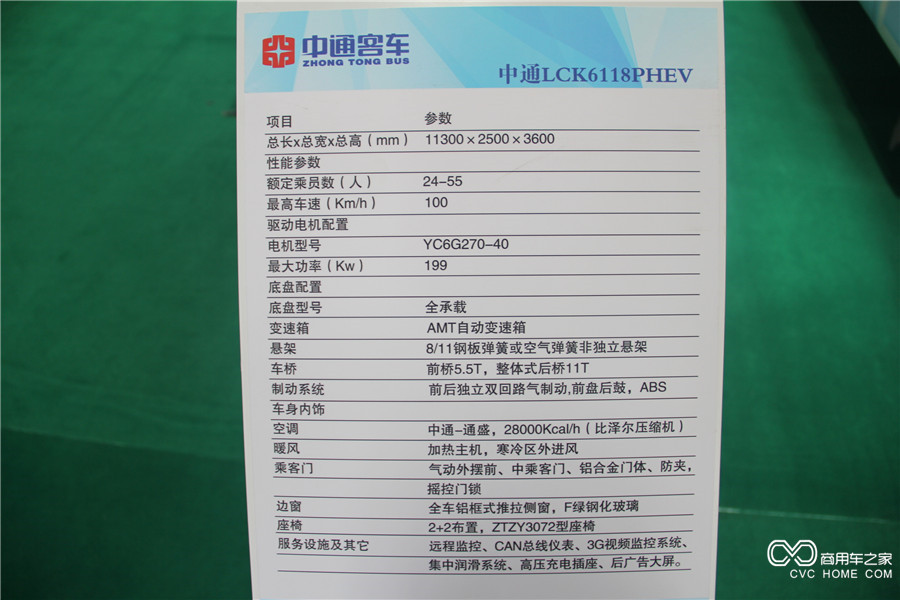 中通客车
ZHONG TONG BUS
中通LCK6118PHEV
项目 参数
总长x总宽x总高（mm） 11300×2500×3600
性能参数
额定乘员数（人） 24-55
最高车速（Km/h） 100
驱动电机配置
电机型号 YC6G270-40
最大功率（Kw） 199
底盘配置
底盘型号 全承载
变速箱 AMT自动变速箱
悬架 8/11钢板弹簧或空气弹簧非独立悬架
车桥 前桥5.5T，整体式后桥11T
制动系统 前后独立双回路气制动,前盘后鼓，ABS
车身内饰
空调 中通-通盛，28000Kcal/h（比泽尔压缩机）
暖风 加热主机，寒冷区外进风
乘客门 气动外摆前、中乘客门、铝合金门体、防夹，
摇控门锁
边窗 全车铝框式推拉侧窗，F绿钢化玻璃
座椅 2+2布置，ZTZY3072型座椅
服务设施及其它 远程监控、CAN总线仪表、3G视频监控系统、
集中润滑系统、高压充电插座、后广告大屏。
商用车之家
CVC HOME COM